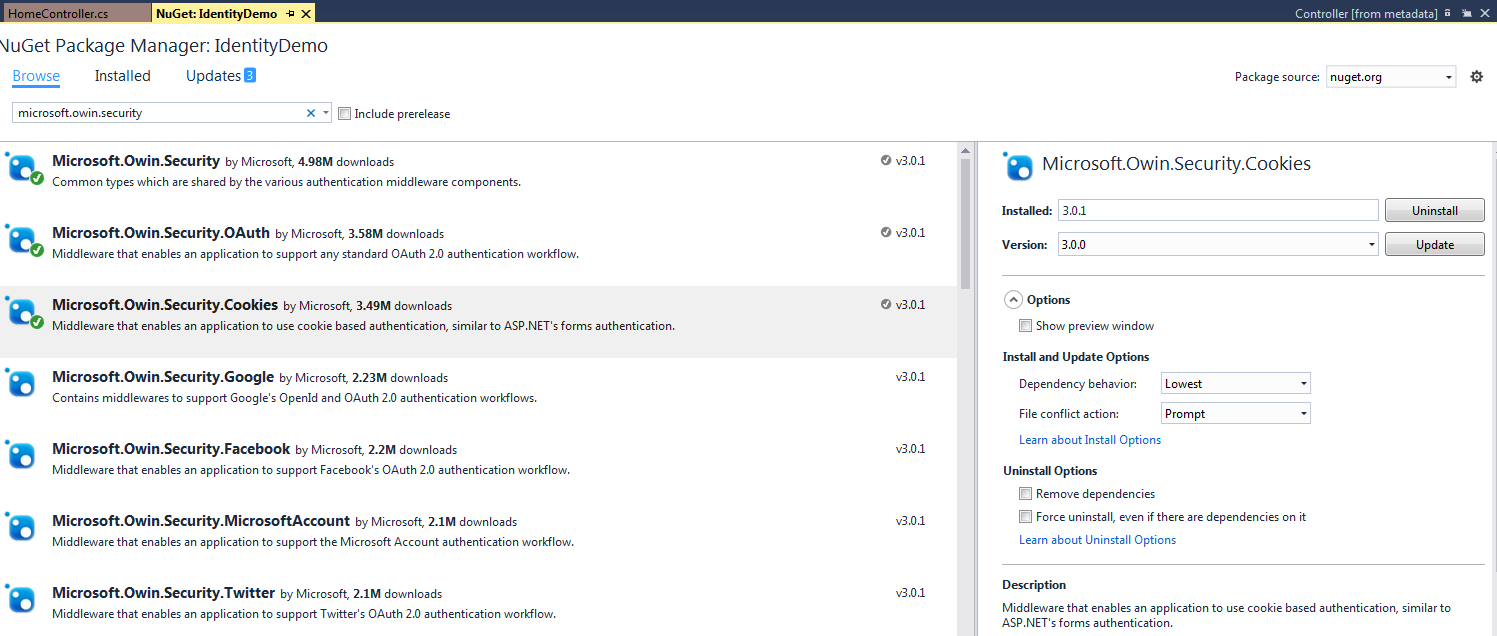 HomeController.cs
NuGet: IdentityDemo
Controller [from metadata]
NuGet Package Manager: IdentityDemo
Browse Installed Updates 3
Package source: nuget.org
microsoft.owin.security
Include prerelease
Microsoft.Owin.Security by Microsoft, 4.98M downloads
v3.0.1
Common types which are shared by the various authentication middleware components.
Microsoft.Owin.Security.OAuth by Microsoft, 3.58M downloads
v3.0.1
Middleware that enables an application to support any standard OAuth 2.0 authentication workflow.
Microsoft.Owin.Security.Cookies by Microsoft, 3.49M downloads
v3.0.1
Middleware that enables an application to use cookie based authentication, similar to ASP.NET's forms authentication.
Microsoft.Owin.Security.Google by Microsoft, 2.23M downloads
v3.0.1
Contains middlewares to support Google's OpenId and OAuth 2.0 authentication workflows.
Microsoft.Owin.Security.Facebook by Microsoft, 2.2M downloads
v3.0.1
Middleware that enables an application to support Facebook's OAuth 2.0 authentication workflow.
Microsoft.Owin.Security.MicrosoftAccount by Microsoft, 2.1M downloads
v3.0.1
Middleware that enables an application to support the Microsoft Account authentication workflow.
Microsoft.Owin.Security.Twitter by Microsoft, 2.1M downloads
v3.0.1
Middleware that enables an application to support Twitter's OAuth 2.0 authentication workflow.
Microsoft.Owin.Security.Cookies
Installed: 3.0.1 Uninstall
Version: 3.0.0 Update
Options
Show preview window
Install and Update Options
Dependency behavior: Lowest
File conflict action: Prompt
Learn about Install Options
Uninstall Options
Remove dependencies
Force uninstall, even if there are dependencies on it
Learn about Uninstall Options
Description
Middleware that enables an application to use cookie based authentication, similar to
ASP.NET's forms authentication.